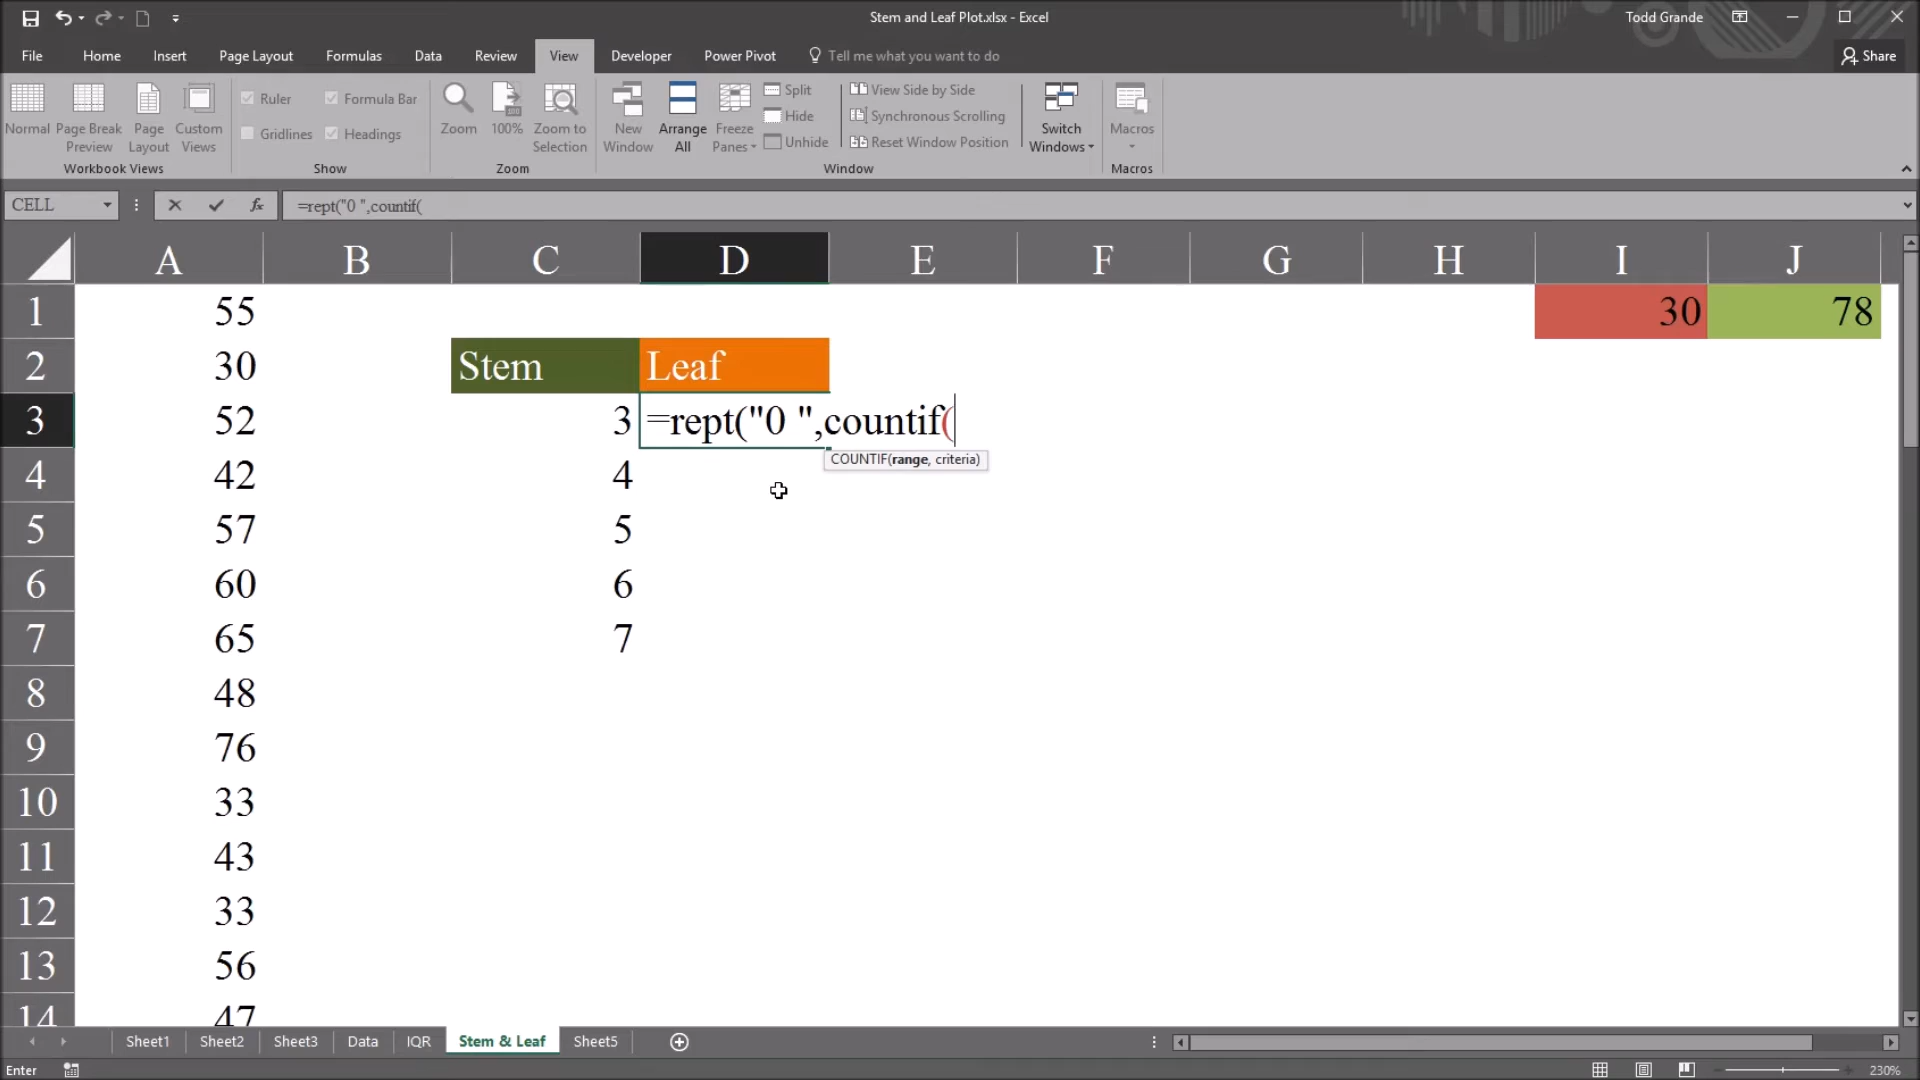 Stem and Leaf Plot.xlsx - Excel
Todd Grande
File Home Insert Page Layout Formulas Data Review View Developer Power Pivot Tell me what you want to do
Share
Normal
Page Break Preview
Page Layout
Custom Views
Workbook Views
Ruler
Formula Bar
Gridlines
Headings
Show
Zoom
100%
Zoom to Selection
Zoom
New Window
Arrange All
Freeze Panes
Split
Hide
Unhide
View Side by Side
Synchronous Scrolling
Reset Window Position
Window
Switch Windows
Macros
Macros
CELL
fx
=rept("0 ",countif(
A B C D E F G H I J
1 55 30 78
2 30 Stem Leaf
3 52 3 =rept("0 ",countif(
COUNTIF(range, criteria)
4 42 4
5 57 5
6 60 6
7 65 7
8 48
9 76
10 33
11 43
12 33
13 56
14 47
Sheet1 Sheet2 Sheet3 Data IQR Stem & Leaf Sheet5
Enter
230%